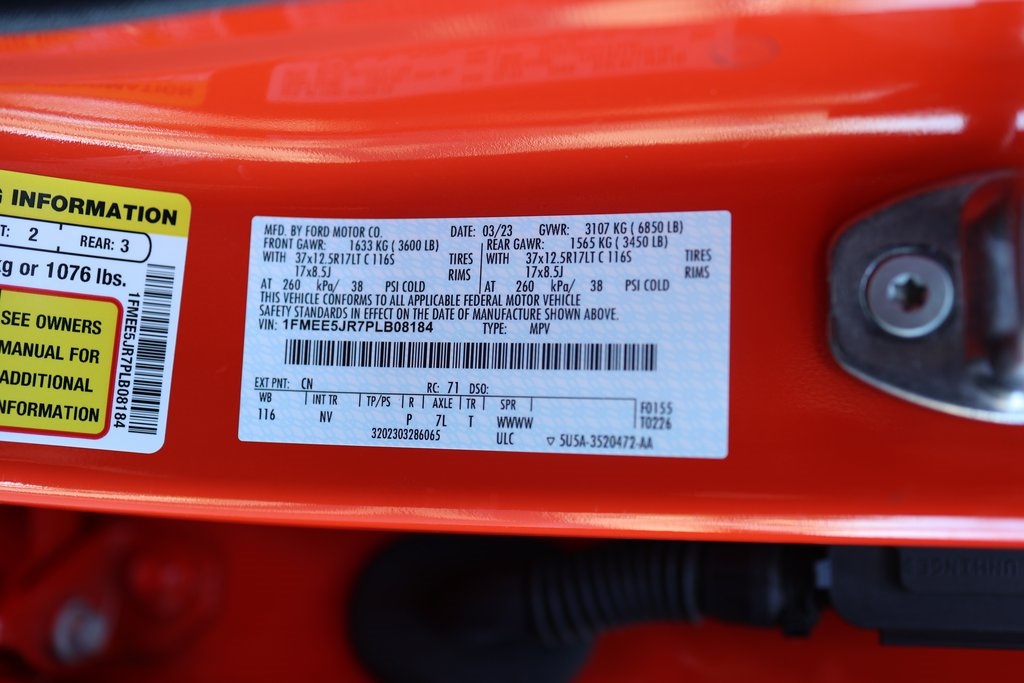 G INFORMATION
T: 2 REAR: 3
kg or 1076 lbs.
SEE OWNERS
MANUAL FOR
ADDITIONAL
NFORMATION
1FMEE5JR7PLB08184
MFD. BY FORD MOTOR CO. DATE: 03/23 GVWR: 3107 KG ( 6850 LB)
FRONT GAWR: 1633 KG ( 3600 LB) REAR GAWR: 1565 KG ( 3450 LB)
WITH 37x12.5R17LT C 116S TIRES WITH 37x12.5R17LT C 116S TIRES
17x8.5J RIMS 17x8.5J RIMS
AT 260 kPa/ 38 PSI COLD AT 260 kPa/ 38 PSI COLD
THIS VEHICLE CONFORMS TO ALL APPLICABLE FEDERAL MOTOR VEHICLE
SAFETY STANDARDS IN EFFECT ON THE DATE OF MANUFACTURE SHOWN ABOVE.
VIN: 1FMEE5JR7PLB08184 TYPE: MPV
EXT PNT: CN RC: 71 DSO:
WB INT TR TP/PS R AXLE TR SPR F0155
116 NV P 7L T WWWW T0226
3202303286065 ULC ▽ 5U5A-3520472-AA